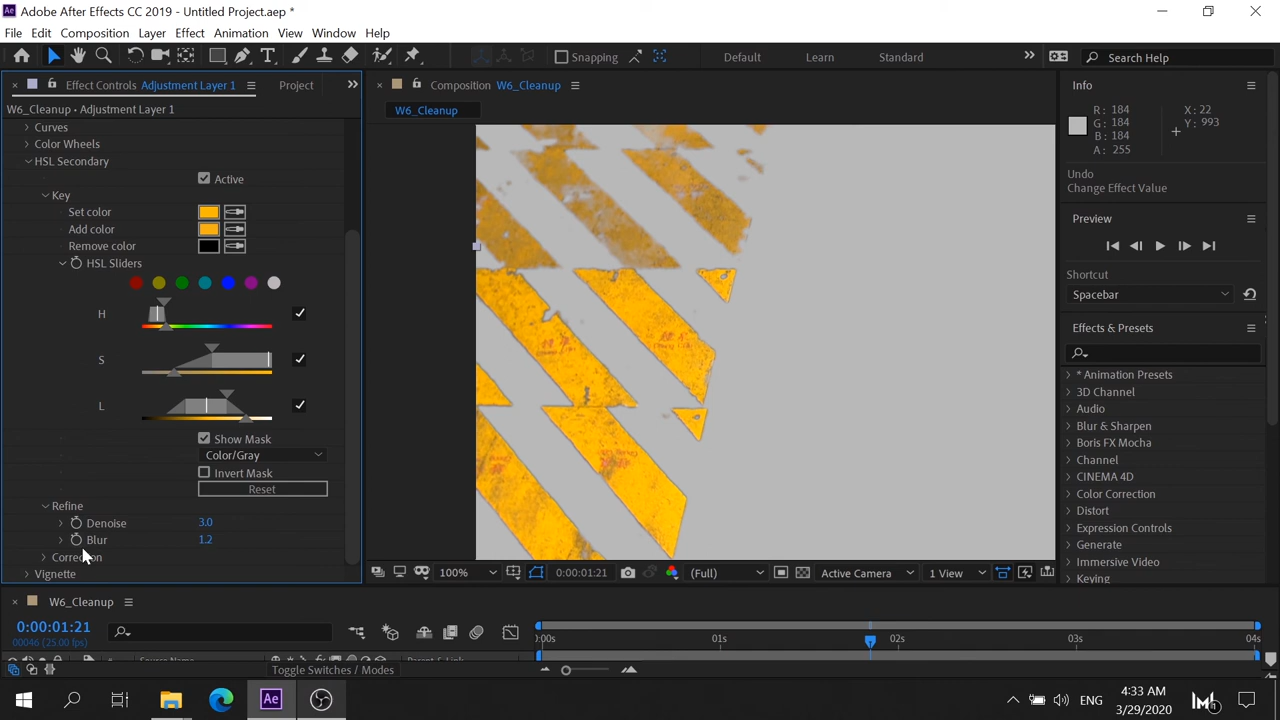 Adobe After Effects CC 2019 - Untitled Project.aep *
File Edit Composition Layer Effect Animation View Window Help
Snapping Default Learn Standard Search Help
Effect Controls Adjustment Layer 1 Project
Composition W6_Cleanup
Info
W6_Cleanup • Adjustment Layer 1
W6_Cleanup
R: 184
G: 184
B: 184
A: 255
X: 22
Y: 993
Curves
Color Wheels
HSL Secondary
Active
Key
Set color
Add color
Remove color
HSL Sliders
H
S
L
Show Mask
Color/Gray
Invert Mask
Reset
Refine
Denoise 3.0
Blur 1.2
Correction
Vignette
Undo
Change Effect Value
Preview
Shortcut
Spacebar
Effects & Presets
* Animation Presets
3D Channel
Audio
Blur & Sharpen
Boris FX Mocha
Channel
CINEMA 4D
Color Correction
Distort
Expression Controls
Generate
Immersive Video
Keying
100% 0:00:01:21 (Full) Active Camera 1 View
W6_Cleanup
0:00:01:21
00046 (25.00 fps)
:00s 01s 02s 03s 04s
Toggle Switches / Modes
ENG
4:33 AM
3/29/2020